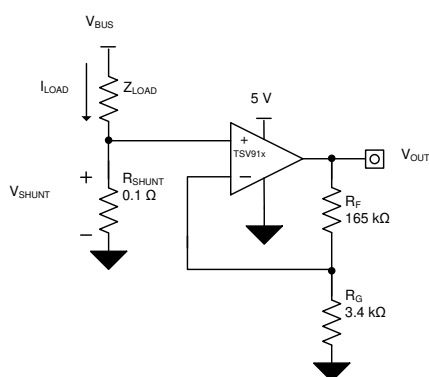 VBUS
ILOAD
ZLOAD
5 V
+
TSV91x
−
VOUT
+
VSHUNT
−
RSHUNT
0.1 Ω
RF
165 kΩ
RG
3.4 kΩ